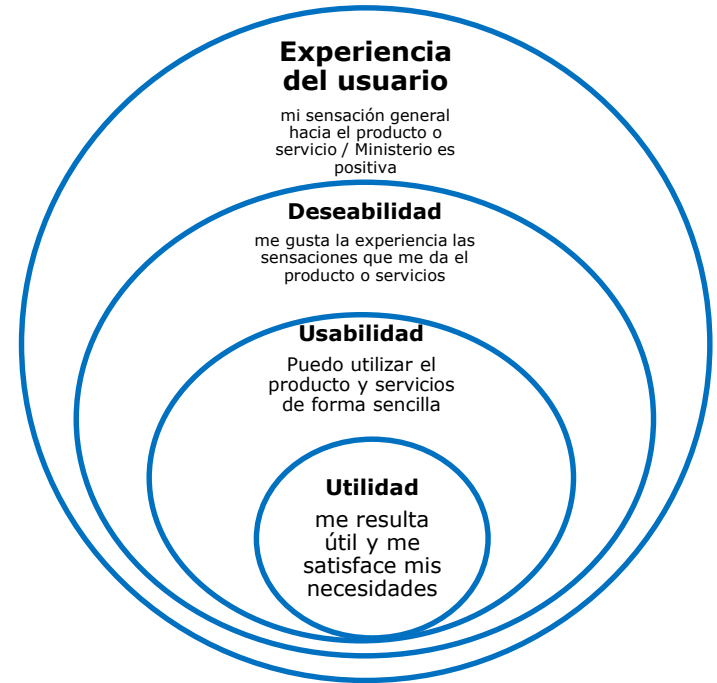 Experiencia
del usuario
mi sensación general
hacia el producto o
servicio / Ministerio es
positiva
Deseabilidad
me gusta la experiencia las
sensaciones que me da el
producto o servicios
Usabilidad
Puedo utilizar el
producto y servicios
de forma sencilla
Utilidad
me resulta
útil y me
satisface mis
necesidades